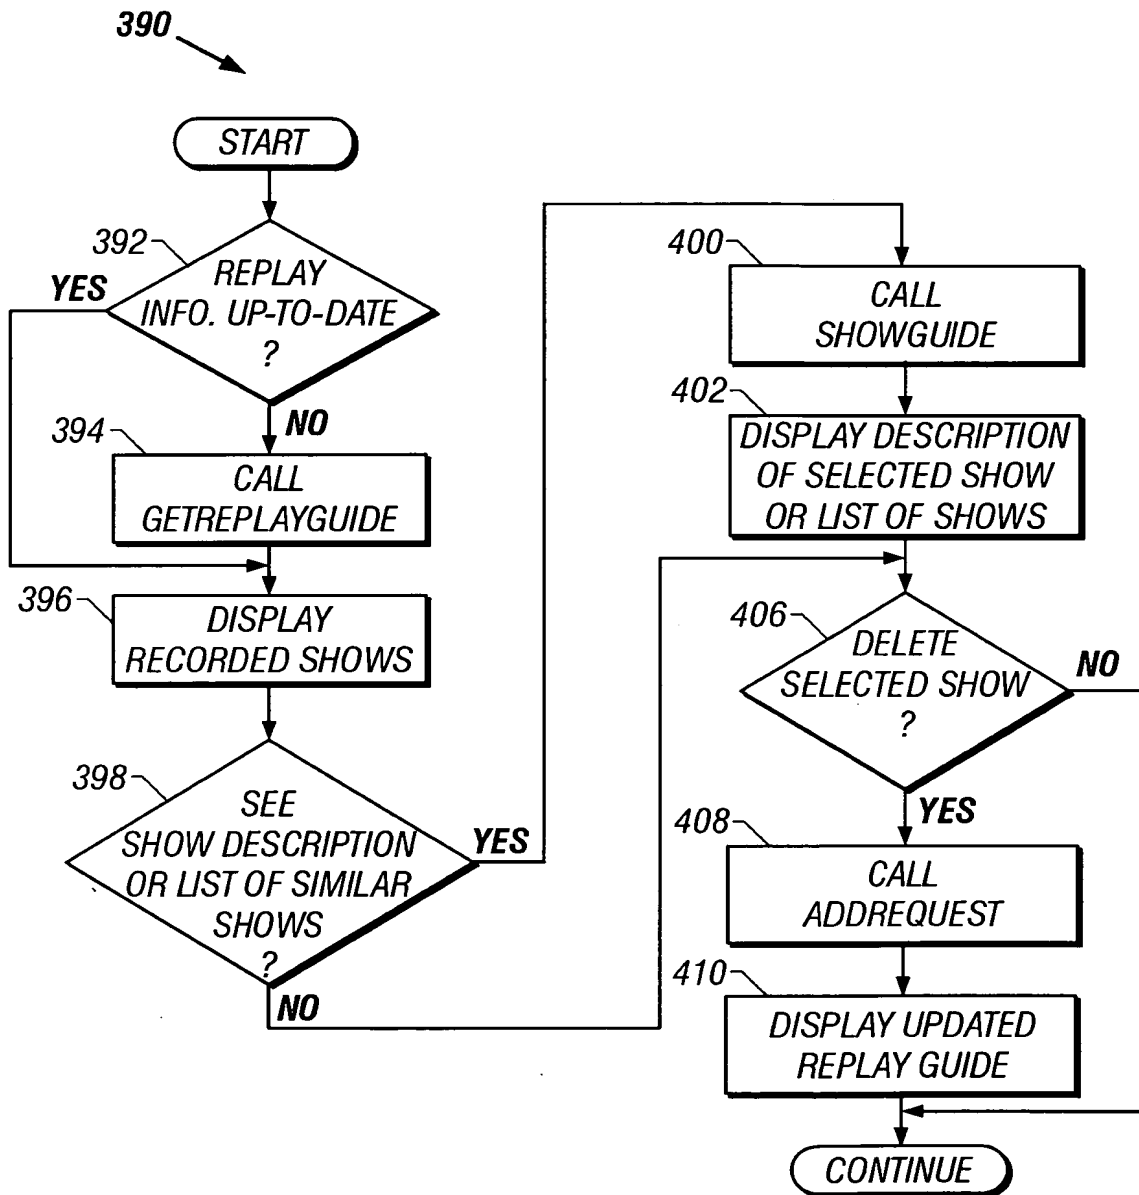 390
START
392
YES
REPLAY
INFO. UP-TO-DATE
?
NO
394
CALL
GETREPLAYGUIDE
396
DISPLAY
RECORDED SHOWS
398
SEE
SHOW DESCRIPTION
OR LIST OF SIMILAR
SHOWS
?
YES
NO
400
CALL
SHOWGUIDE
402
DISPLAY DESCRIPTION
OF SELECTED SHOW
OR LIST OF SHOWS
406
DELETE
SELECTED SHOW
?
NO
YES
408
CALL
ADDREQUEST
410
DISPLAY UPDATED
REPLAY GUIDE
CONTINUE